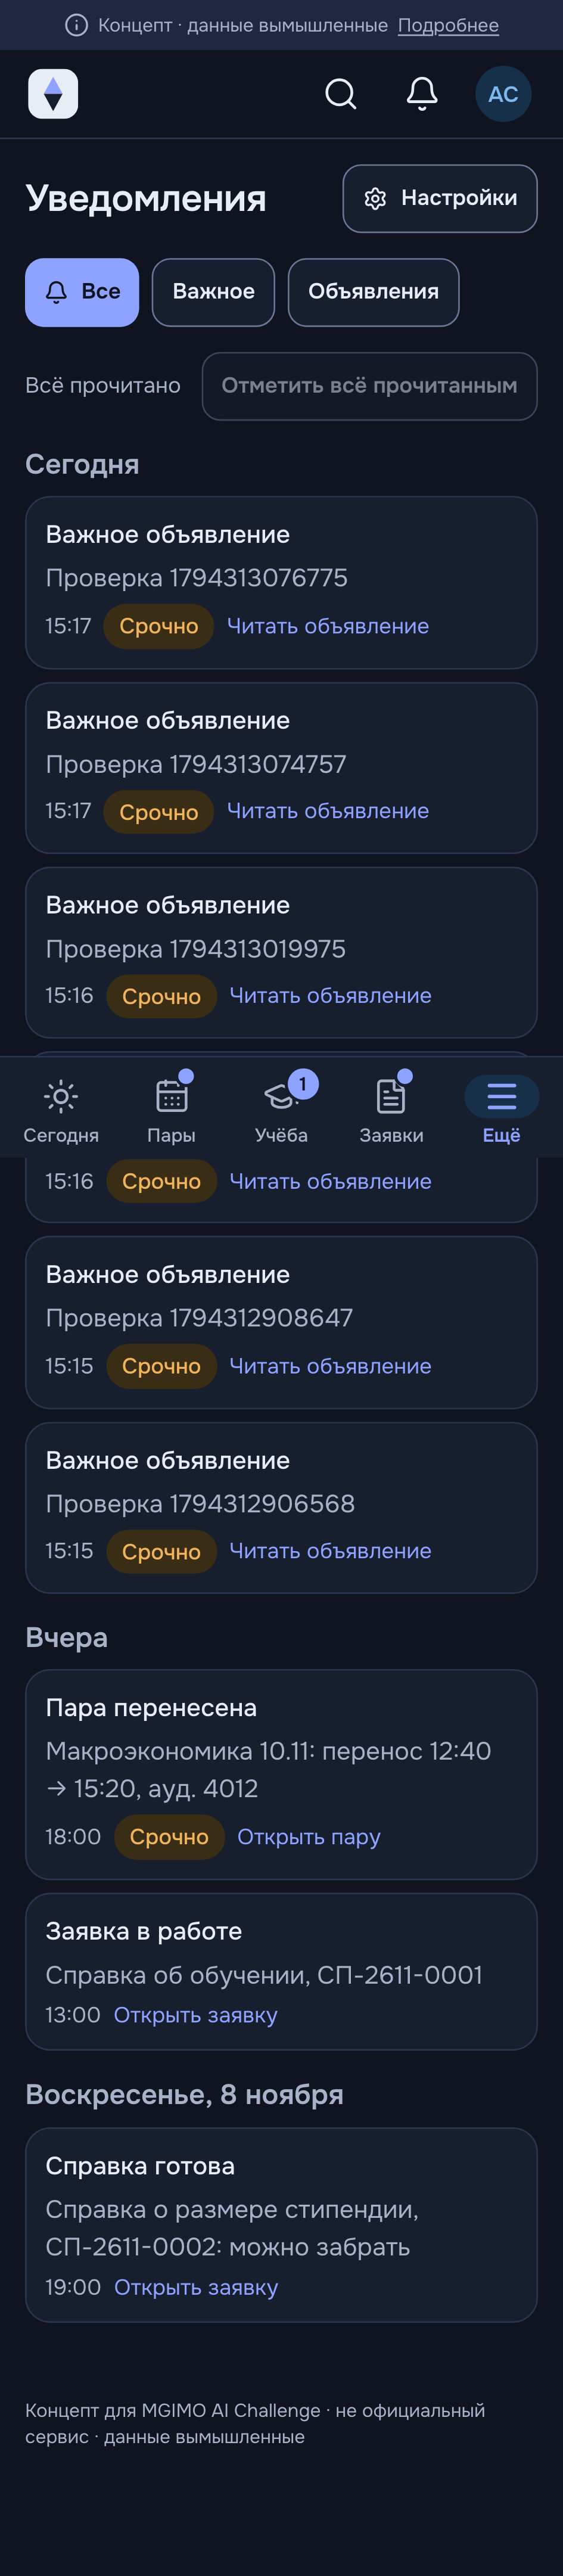 Концепт · данные вымышленные Подробнее
АС
Уведомления
Настройки
Все
Важное
Объявления
Всё прочитано
Отметить всё прочитанным
Сегодня
Важное объявление
Проверка 1794313076775
15:17 Срочно Читать объявление
Важное объявление
Проверка 1794313074757
15:17 Срочно Читать объявление
Важное объявление
Проверка 1794313019975
15:16 Срочно Читать объявление
1
Сегодня
Пары
Учёба
Заявки
Ещё
15:16 Срочно Читать объявление
Важное объявление
Проверка 1794312908647
15:15 Срочно Читать объявление
Важное объявление
Проверка 1794312906568
15:15 Срочно Читать объявление
Вчера
Пара перенесена
Макроэкономика 10.11: перенос 12:40
→ 15:20, ауд. 4012
18:00 Срочно Открыть пару
Заявка в работе
Справка об обучении, СП-2611-0001
13:00 Открыть заявку
Воскресенье, 8 ноября
Справка готова
Справка о размере стипендии,
СП-2611-0002: можно забрать
19:00 Открыть заявку
Концепт для MGIMO AI Challenge · не официальный
сервис · данные вымышленные